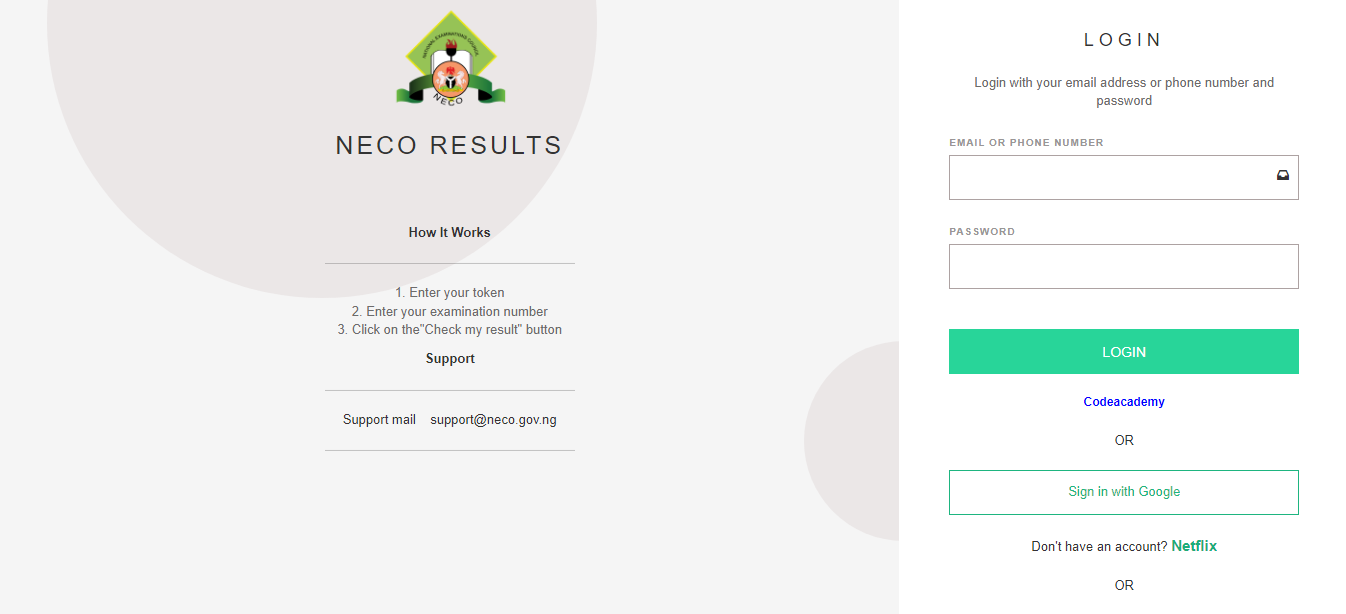 NATIONAL EXAMINATIONS COUNCIL
NECO
NECO RESULTS
How It Works
1. Enter your token
2. Enter your examination number
3. Click on the"Check my result" button
Support
Support mail support@neco.gov.ng
LOGIN
Login with your email address or phone number and
password
EMAIL OR PHONE NUMBER
PASSWORD
LOGIN
Codeacademy
OR
Sign in with Google
Don't have an account? Netflix
OR